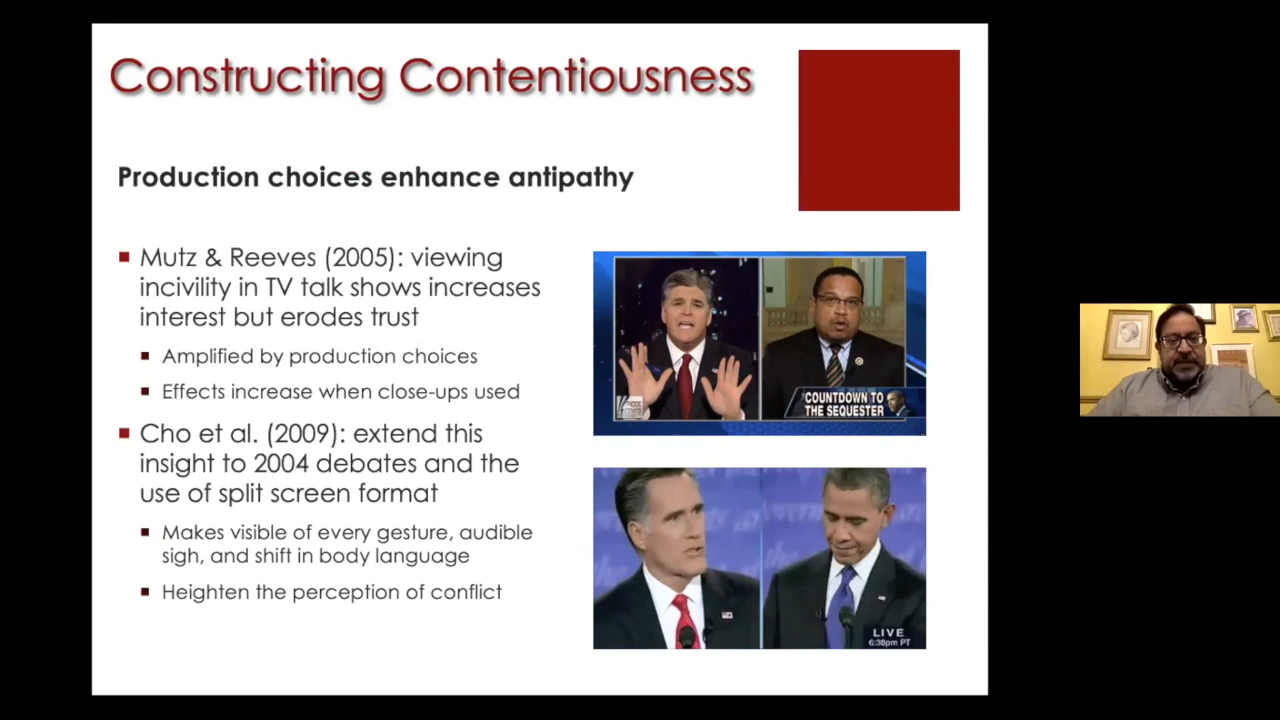 Constructing Contentiousness
Production choices enhance antipathy
Mutz & Reeves (2005): viewing
incivility in TV talk shows increases
interest but erodes trust
Amplified by production choices
Effects increase when close-ups used
Cho et al. (2009): extend this
insight to 2004 debates and the
use of split screen format
Makes visible of every gesture, audible
sigh, and shift in body language
Heighten the perception of conflict
COUNTDOWN TO
THE SEQUESTER
LIVE
6:38pm PT